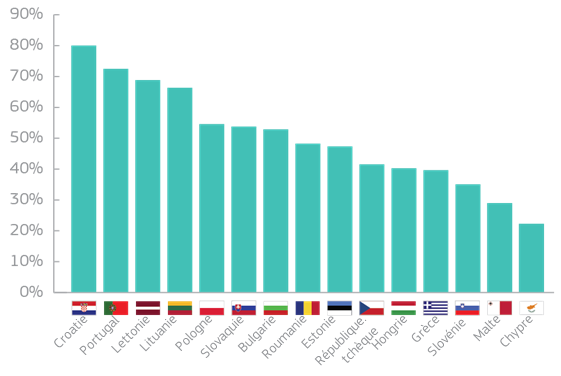 90%
80%
70%
60%
50%
40%
30%
20%
10%
0%
Croatie
Portugal
Lettonie
Lituanie
Pologne
Slovaquie
Bulgarie
Roumanie
Estonie
République
tchèque
Hongrie
Grèce
Slovénie
Malte
Chypre